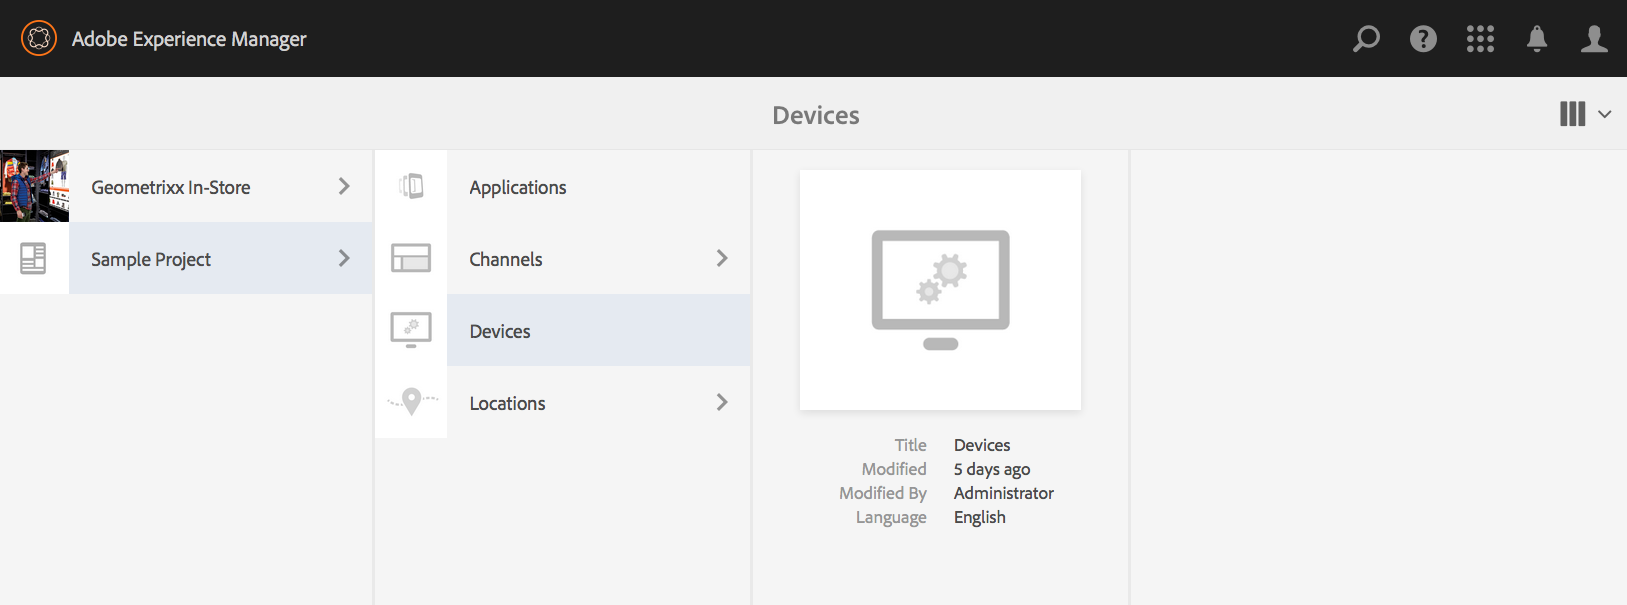 Adobe Experience Manager
Devices
Geometrixx In-Store
Sample Project
Applications
Channels
Devices
Locations
Title Devices
Modified 5 days ago
Modified By Administrator
Language English